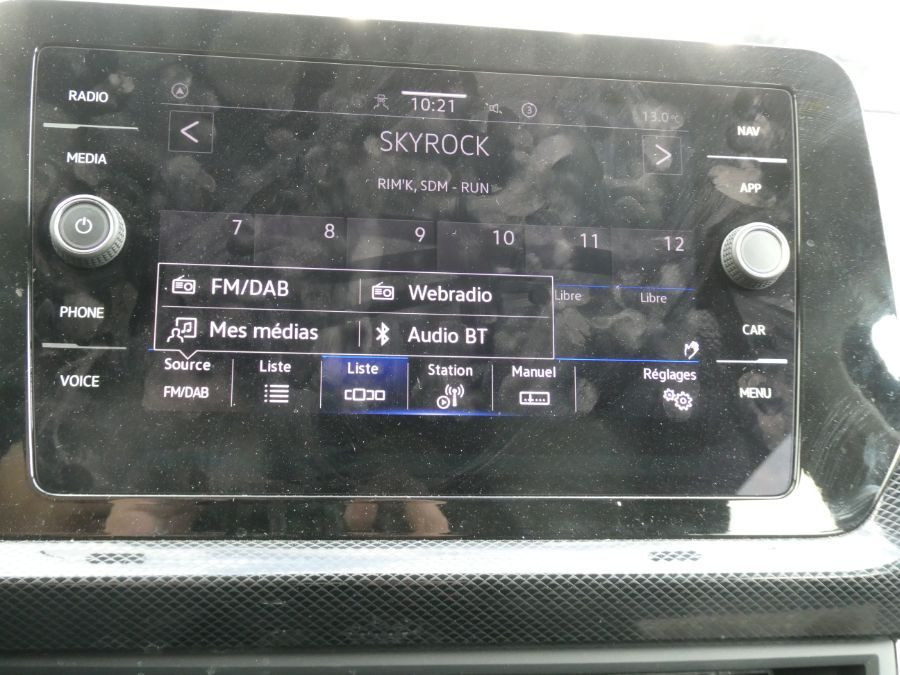 RADIO
MEDIA
PHONE
VOICE
10:21
3
13.0°C
<
SKYROCK
>
RIM'K, SDM - RUN
7 8 9 10 11 12
FM/DAB Webradio
Libre Libre
Mes médias Audio BT
Source Liste Liste Station Manuel Réglages
FM/DAB
NAV
APP
CAR
MENU